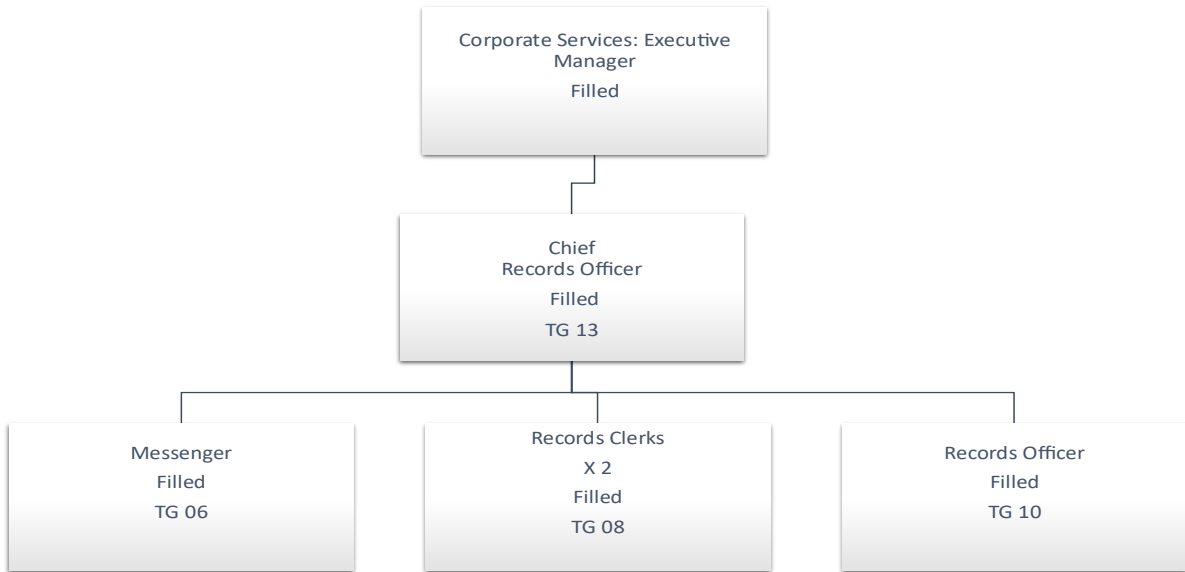 Corporate Services: Executive
Manager
Filled
Chief
Records Officer
Filled
TG 13
Messenger
Filled
TG 06
Records Clerks
X 2
Filled
TG 08
Records Officer
Filled
TG 10